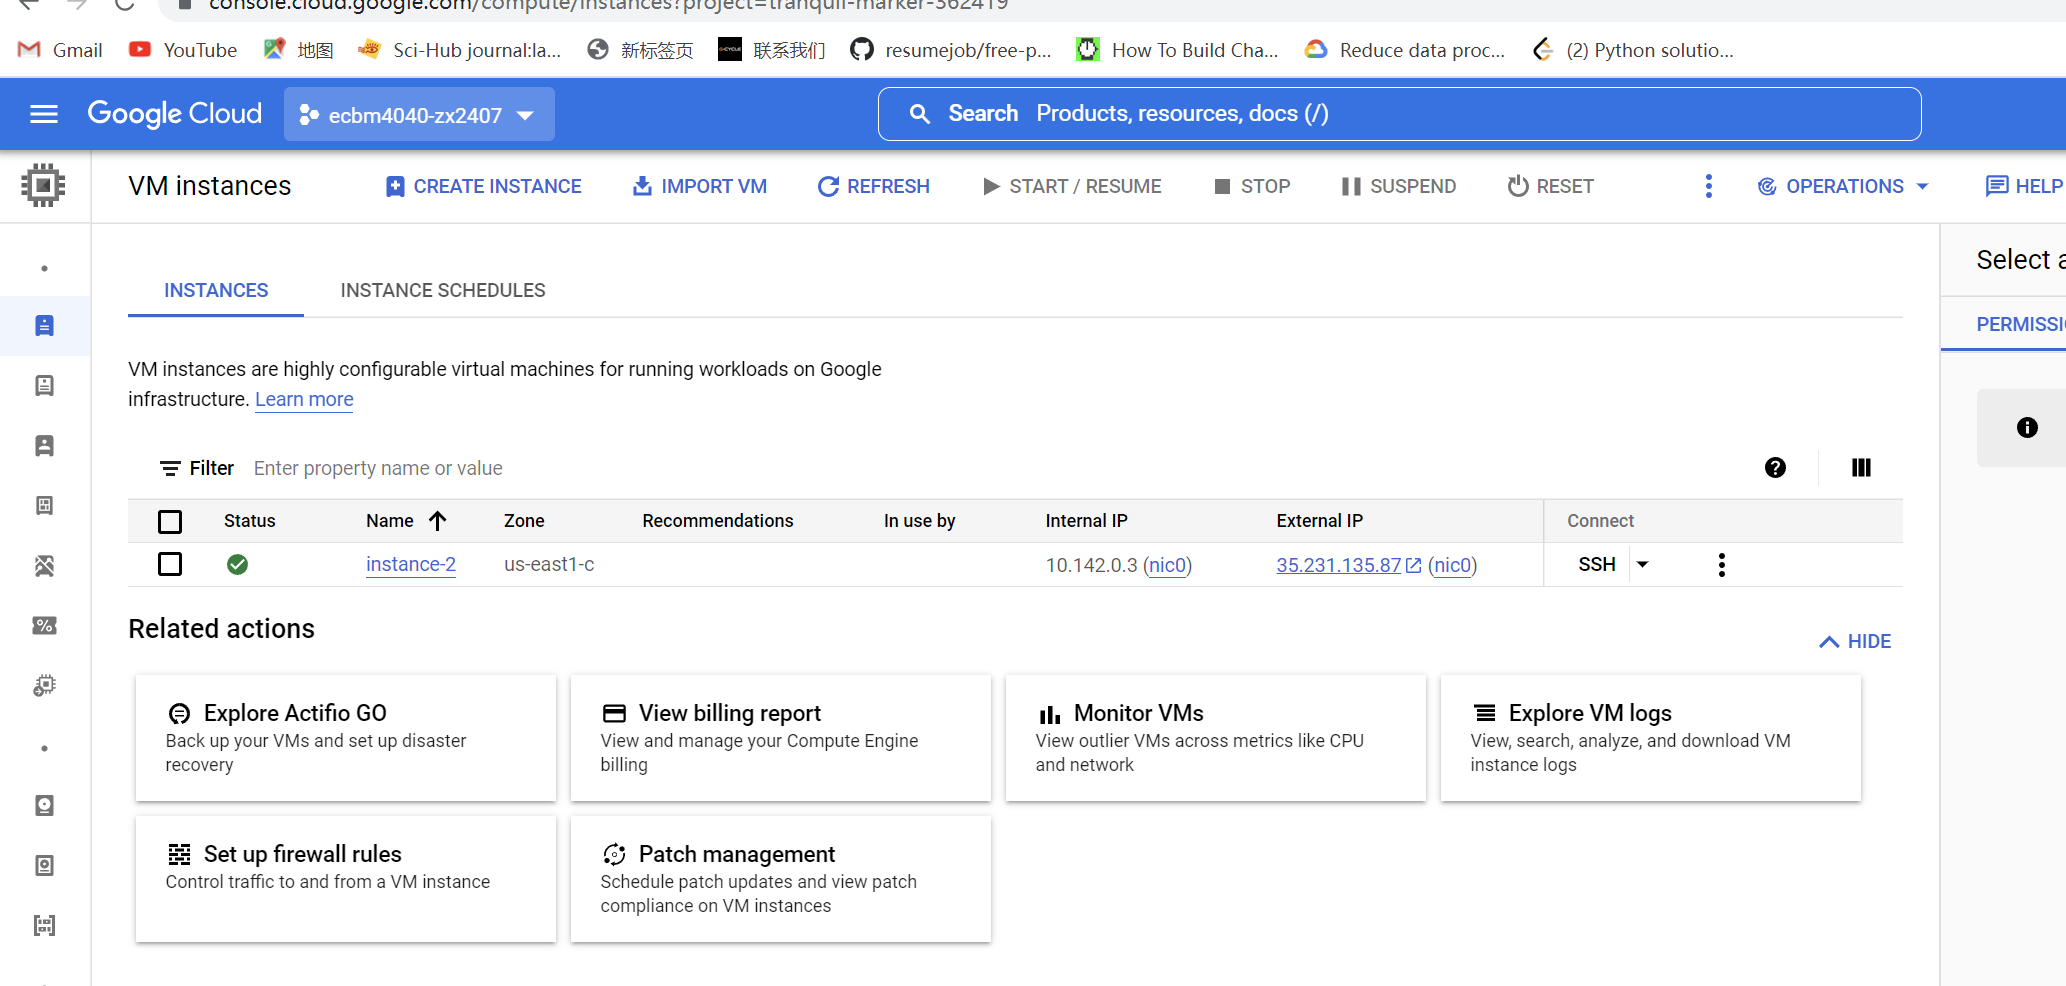 console.cloud.google.com/compute/instances?project=tranquil-marker-362419
Gmail YouTube 地图 Sci-Hub journal:la... 新标签页 联系我们 resumejob/free-p... How To Build Cha... Reduce data proc... (2) Python solutio...
Google Cloud ecbm4040-zx2407 Search Products, resources, docs (/)
VM instances CREATE INSTANCE IMPORT VM REFRESH START / RESUME STOP SUSPEND RESET OPERATIONS HELP
Select a
INSTANCES INSTANCE SCHEDULES
PERMISSI
VM instances are highly configurable virtual machines for running workloads on Google
infrastructure. Learn more
Filter Enter property name or value
Status Name Zone Recommendations In use by Internal IP External IP Connect
instance-2 us-east1-c 10.142.0.3 (nic0) 35.231.135.87 (nic0) SSH
Related actions
HIDE
Explore Actifio GO
Back up your VMs and set up disaster
recovery
View billing report
View and manage your Compute Engine
billing
Monitor VMs
View outlier VMs across metrics like CPU
and network
Explore VM logs
View, search, analyze, and download VM
instance logs
Set up firewall rules
Control traffic to and from a VM instance
Patch management
Schedule patch updates and view patch
compliance on VM instances